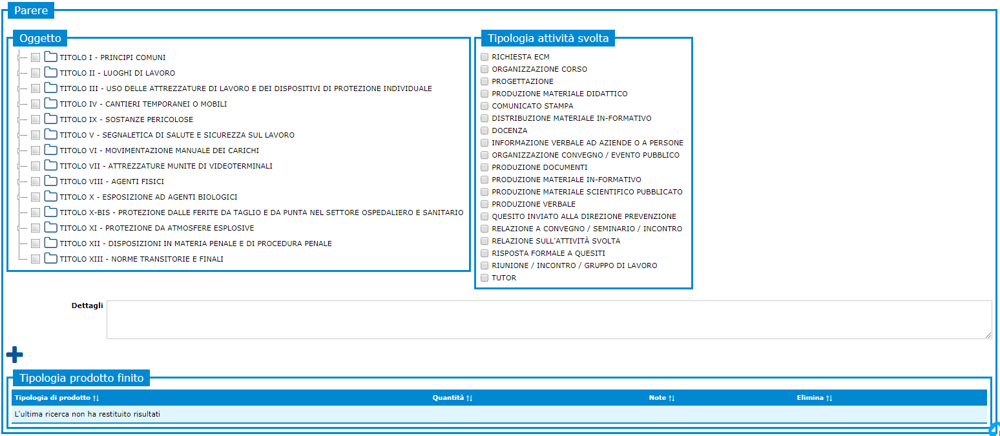 Parere
Oggetto
TITOLO I - PRINCIPI COMUNI
TITOLO II - LUOGHI DI LAVORO
TITOLO III - USO DELLE ATTREZZATURE DI LAVORO E DEI DISPOSITIVI DI PROTEZIONE INDIVIDUALE
TITOLO IV - CANTIERI TEMPORANEI O MOBILI
TITOLO IX - SOSTANZE PERICOLOSE
TITOLO V - SEGNALETICA DI SALUTE E SICUREZZA SUL LAVORO
TITOLO VI - MOVIMENTAZIONE MANUALE DEI CARICHI
TITOLO VII - ATTREZZATURE MUNITE DI VIDEOTERMINALI
TITOLO VIII - AGENTI FISICI
TITOLO X - ESPOSIZIONE AD AGENTI BIOLOGICI
TITOLO X-BIS - PROTEZIONE DALLE FERITE DA TAGLIO E DA PUNTA NEL SETTORE OSPEDALIERO E SANITARIO
TITOLO XI - PROTEZIONE DA ATMOSFERE ESPLOSIVE
TITOLO XII - DISPOSIZIONI IN MATERIA PENALE E DI PROCEDURA PENALE
TITOLO XIII - NORME TRANSITORIE E FINALI
Tipologia attività svolta
RICHIESTA ECM
ORGANIZZAZIONE CORSO
PROGETTAZIONE
PRODUZIONE MATERIALE DIDATTICO
COMUNICATO STAMPA
DISTRIBUZIONE MATERIALE IN-FORMATIVO
DOCENZA
INFORMAZIONE VERBALE AD AZIENDE O A PERSONE
ORGANIZZAZIONE CONVEGNO / EVENTO PUBBLICO
PRODUZIONE DOCUMENTI
PRODUZIONE MATERIALE IN-FORMATIVO
PRODUZIONE MATERIALE SCIENTIFICO PUBBLICATO
PRODUZIONE VERBALE
QUESITO INVIATO ALLA DIREZIONE PREVENZIONE
RELAZIONE A CONVEGNO / SEMINARIO / INCONTRO
RELAZIONE SULL'ATTIVITÀ SVOLTA
RISPOSTA FORMALE A QUESITI
RIUNIONE / INCONTRO / GRUPPO DI LAVORO
TUTOR
Dettagli
Tipologia prodotto finito
Tipologia di prodotto Quantità Note Elimina
L'ultima ricerca non ha restituito risultati